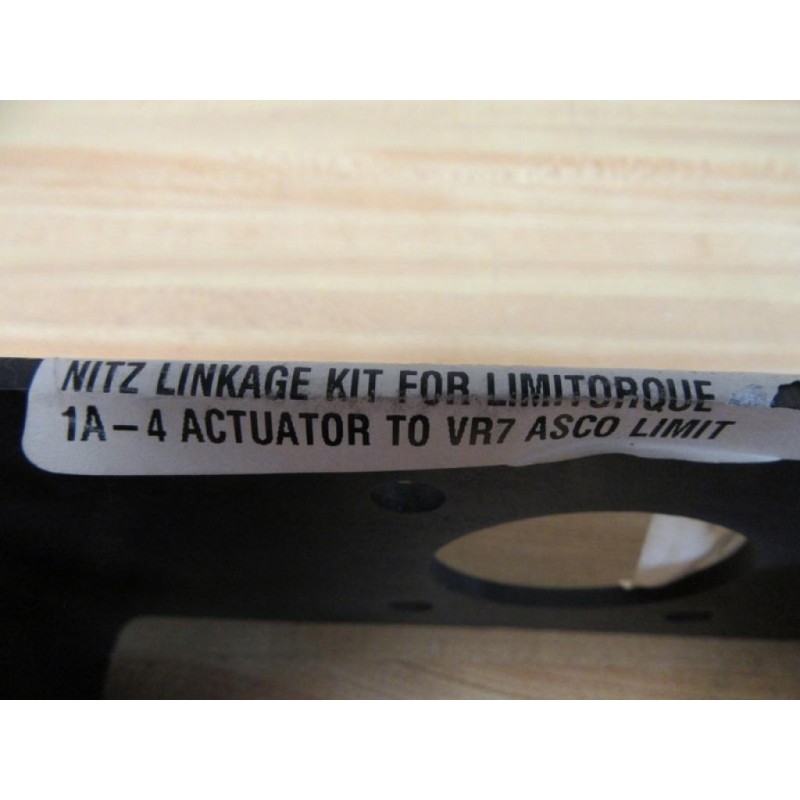 NITZ LINKAGE KIT FOR LIMITORQUE
1A-4 ACTUATOR TO VR7 ASCO LIMIT